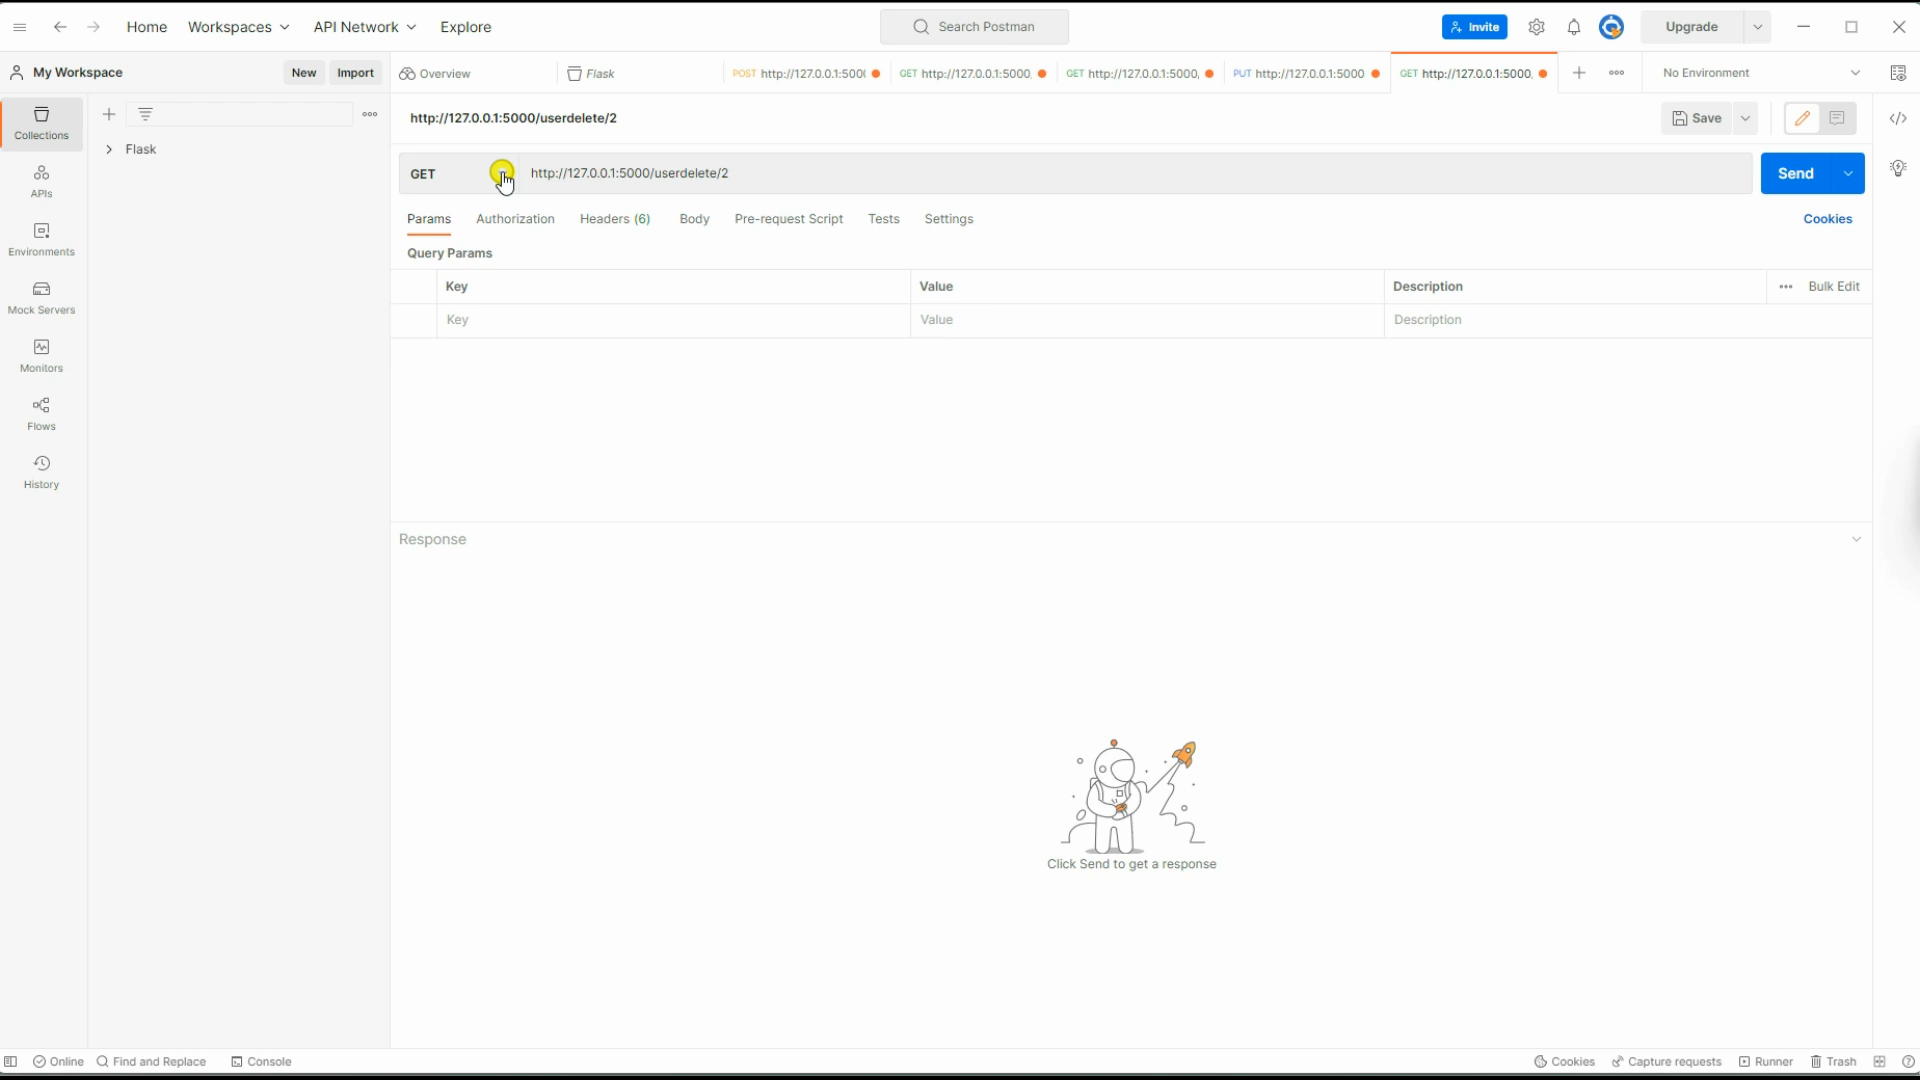 Home Workspaces API Network Explore Search Postman Invite Upgrade
My Workspace New Import Overview Flask POST http://127.0.0.1:500( GET http://127.0.0.1:5000, GET http://127.0.0.1:5000, PUT http://127.0.0.1:5000 GET http://127.0.0.1:5000, No Environment
Collections
APIs
Environments
Mock Servers
Monitors
Flows
History
Flask
http://127.0.0.1:5000/userdelete/2 Save
GET http://127.0.0.1:5000/userdelete/2 Send
Params Authorization Headers (6) Body Pre-request Script Tests Settings Cookies
Query Params
Key Value Description Bulk Edit
Key Value Description
Response
Click Send to get a response
Online Find and Replace Console Cookies Capture requests Runner Trash